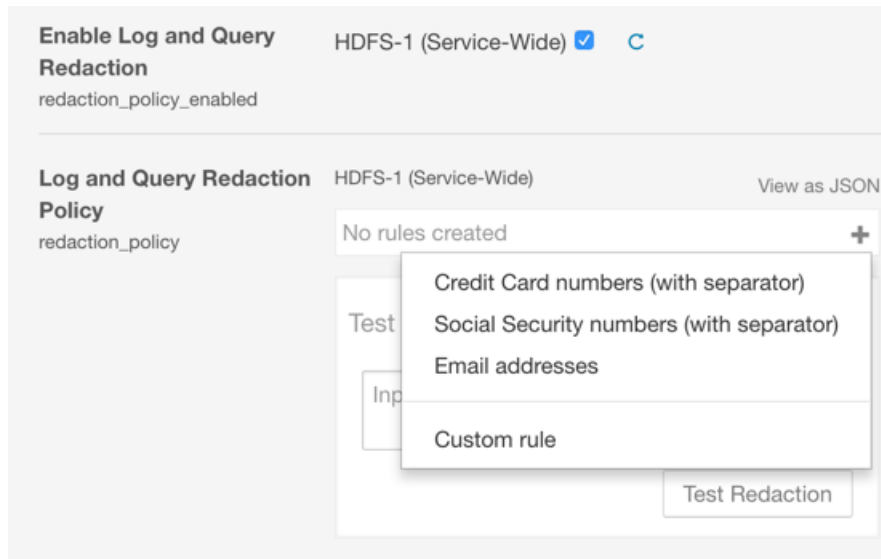 Enable Log and Query
Redaction
redaction_policy_enabled
HDFS-1 (Service-Wide)
Log and Query Redaction
Policy
redaction_policy
HDFS-1 (Service-Wide)
View as JSON
No rules created
Credit Card numbers (with separator)
Social Security numbers (with separator)
Email addresses
Custom rule
Test
Inp
Test Redaction